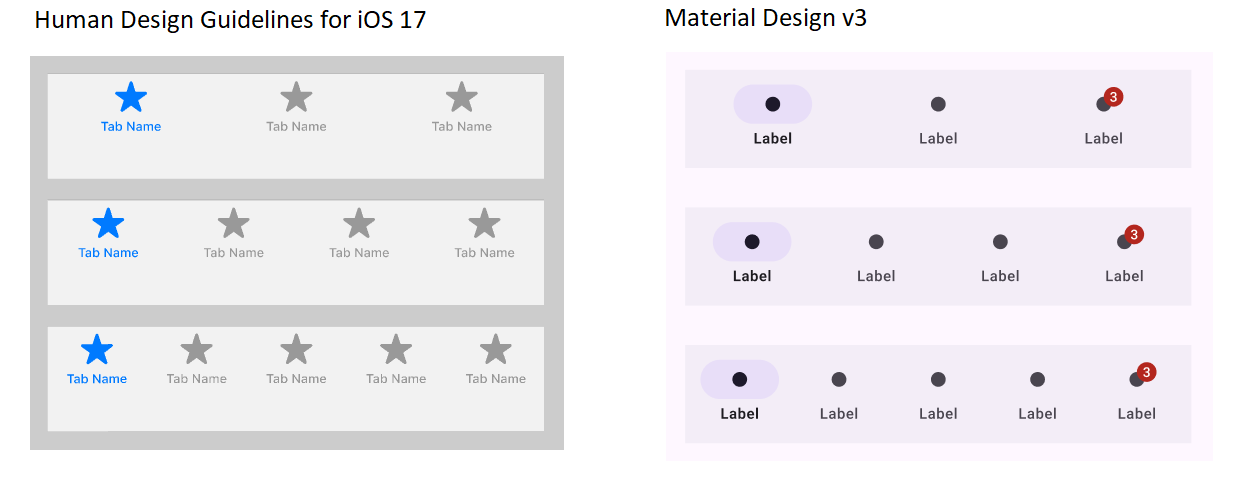 Human Design Guidelines for iOS 17
Tab Name Tab Name Tab Name
Tab Name Tab Name Tab Name Tab Name
Tab Name Tab Name Tab Name Tab Name Tab Name
Material Design v3
3
Label Label Label
3
Label Label Label Label
3
Label Label Label Label Label